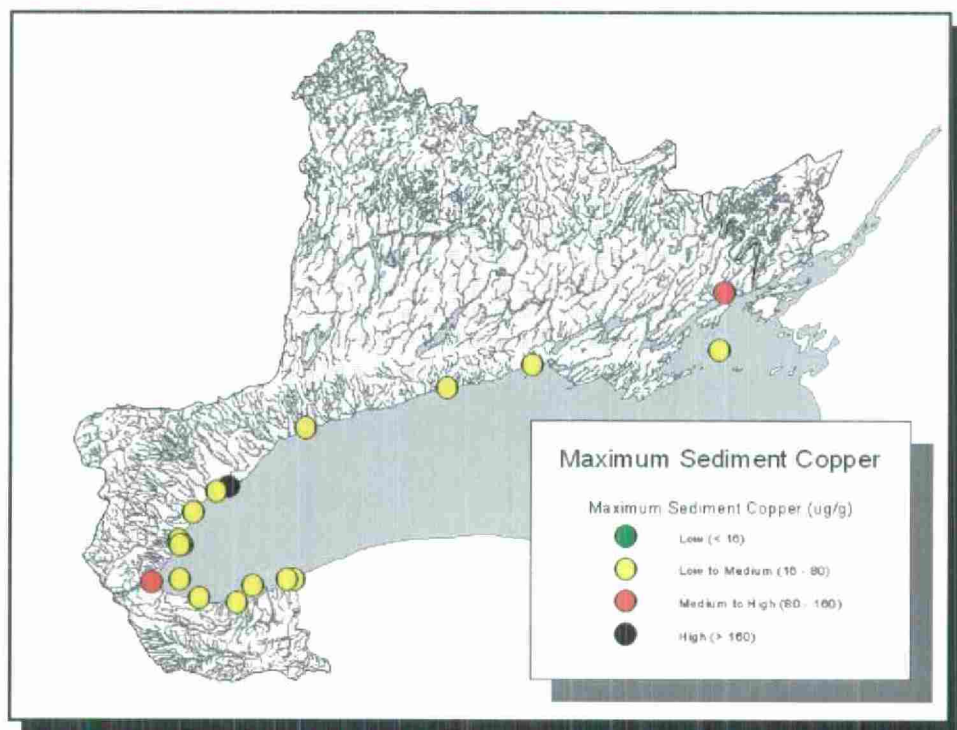 Maximum Sediment Copper
Maximum Sediment Copper (ug/g)
Low (< 16)
Low to Medium (16 - 80)
Medium to High (80 - 160)
High (> 160)